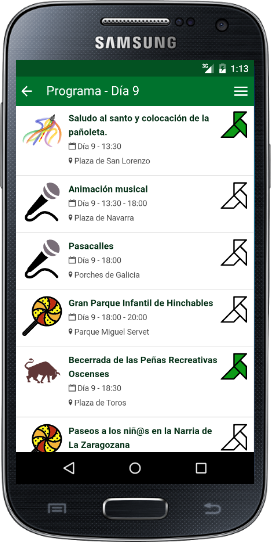 SAMSUNG
3G 1:13
Programa - Día 9
Saludo al santo y colocación de la
pañoleta.
Día 9 - 13:30
Plaza de San Lorenzo
Animación musical
Día 9 - 13:30 - 18:00
Plaza de Navarra
Pasacalles
Día 9 - 18:00
Porches de Galicia
Gran Parque Infantil de Hinchables
Día 9 - 18:00 - 20:00
Parque Miguel Servet
Becerrada de las Peñas Recreativas
Oscenses
Día 9 - 18:30
Plaza de Toros
Paseos a los niñ@s en la Narria de
La Zaragozana